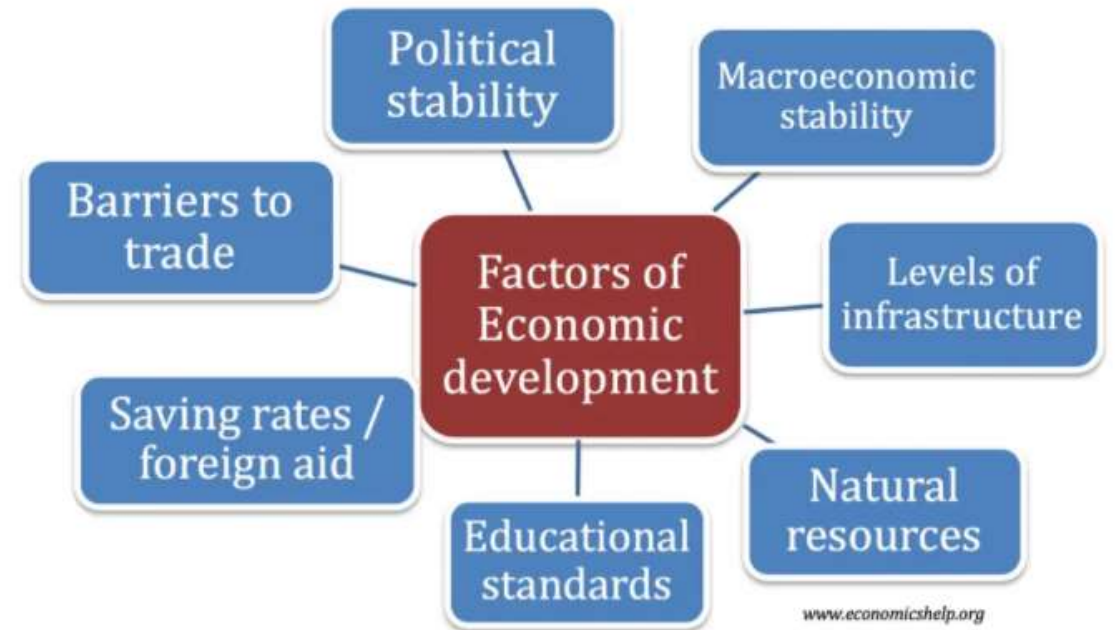 Political
stability
Macroeconomic
stability
Barriers to
trade
Factors of
Economic
development
Levels of
infrastructure
Saving rates /
foreign aid
Educational
standards
Natural
resources
www.economicshelp.org